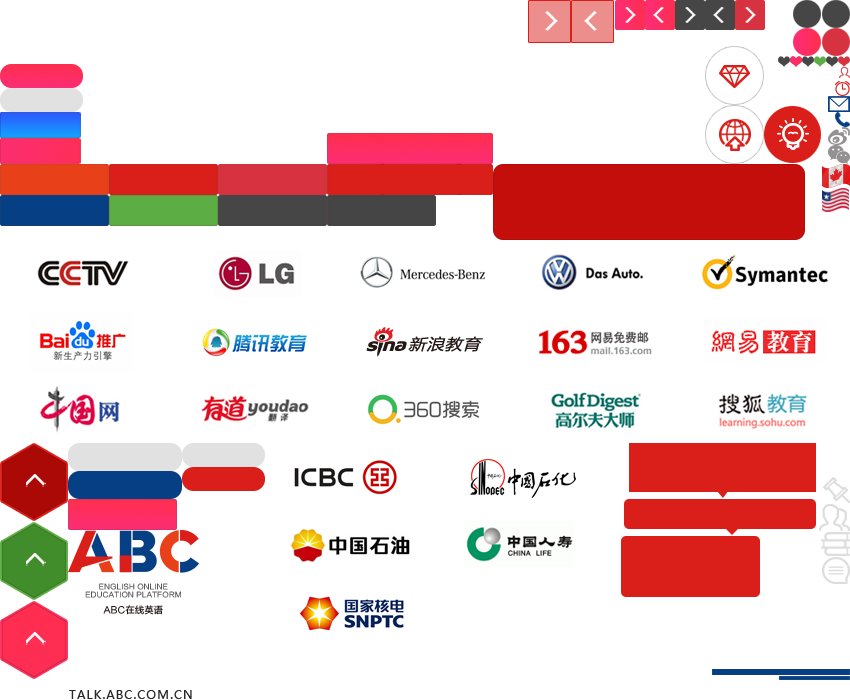 CCTV
LG
Mercedes-Benz
Das Auto.
Symantec
Bai du 推广
新生产力引擎
腾讯教育
sina 新浪教育
163 网易免费邮
mail.163.com
網易教育
中国网
有道 youdao
翻译
360搜索
GolfDigest
高尔夫大师
搜狐教育
learning.sohu.com
ICBC
SINOPEC 中国石化
中国石油
中国人寿
CHINA LIFE
国家核电
SNPTC
ABC
ENGLISH ONLINE
EDUCATION PLATFORM
ABC在线英语
TALK.ABC.COM.CN